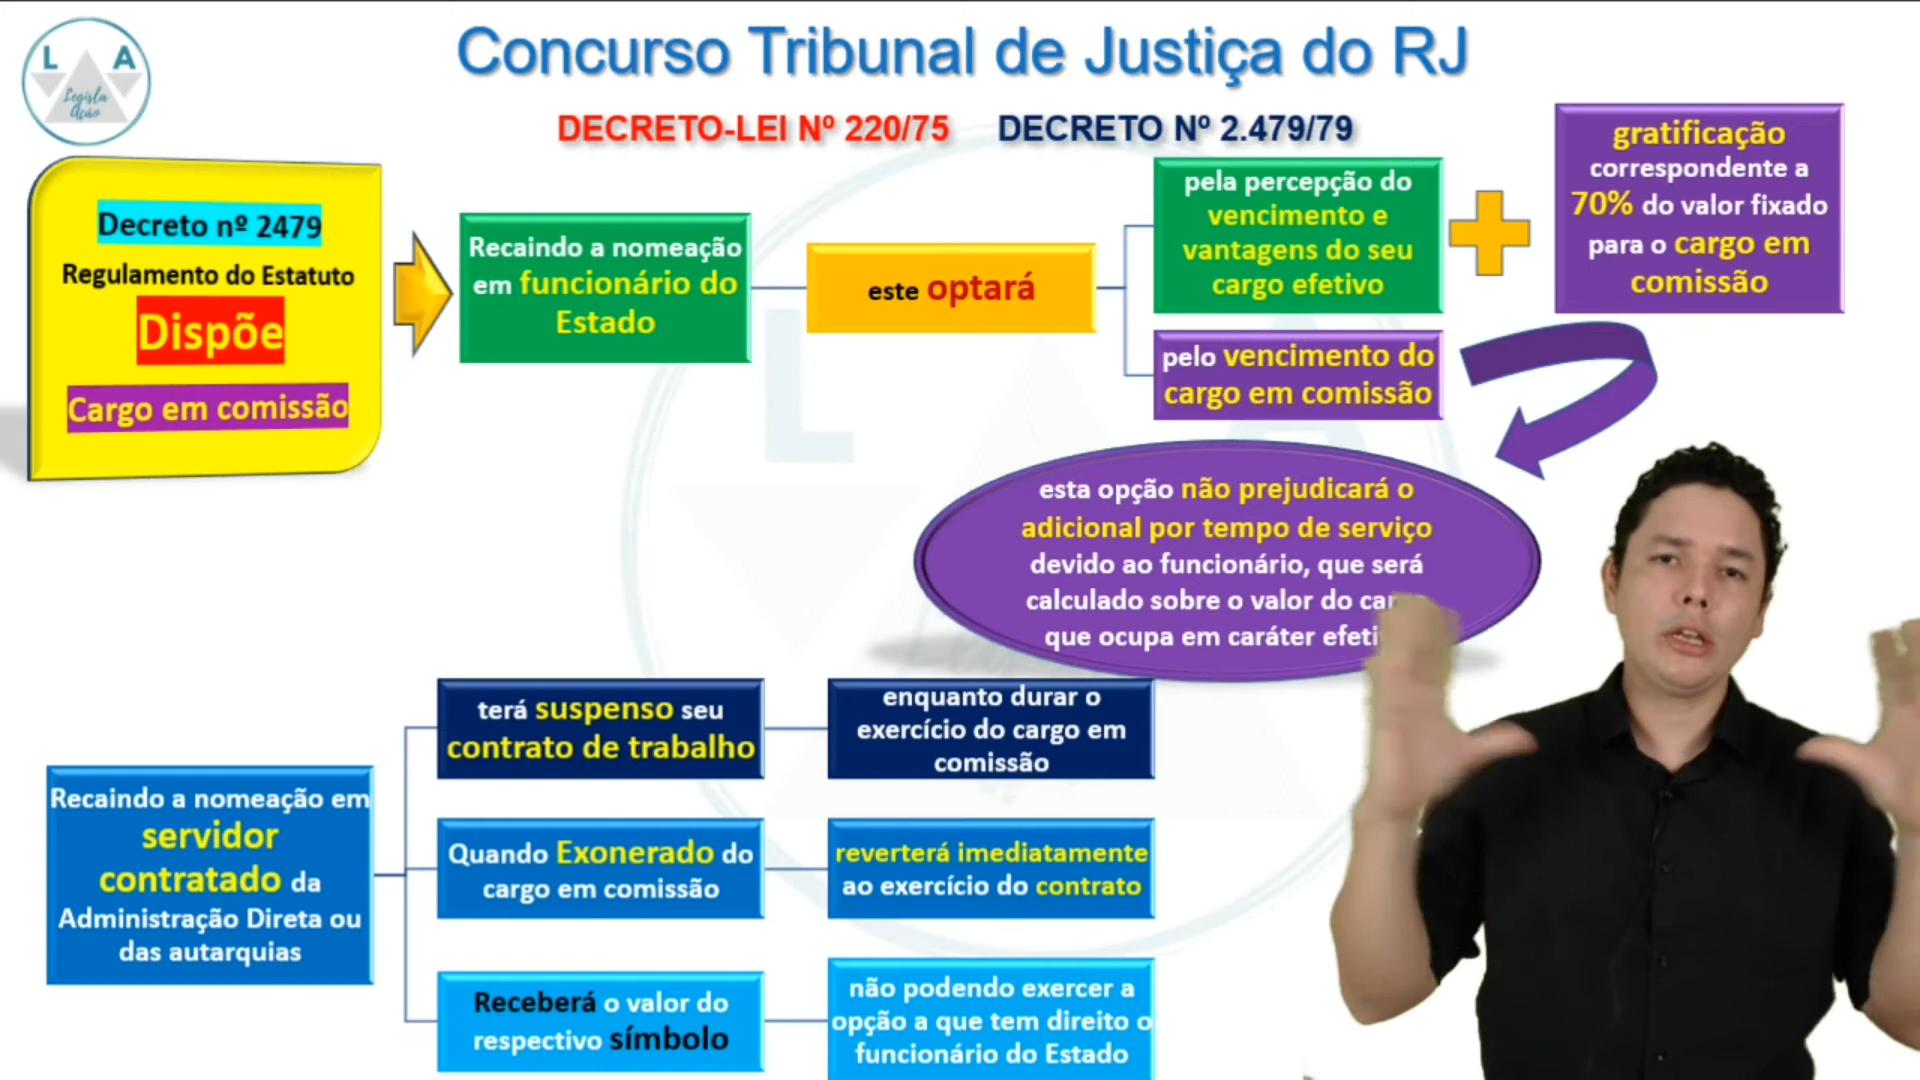 L A
Legisla
Ação
Concurso Tribunal de Justiça do RJ
DECRETO-LEI Nº 220/75 DECRETO Nº 2.479/79
Decreto nº 2479
Regulamento do Estatuto
Dispõe
Cargo em comissão
Recaindo a nomeação
em funcionário do
Estado
este optará
pela percepção do
vencimento e
vantagens do seu
cargo efetivo
gratificação
correspondente a
70% do valor fixado
para o cargo em
comissão
pelo vencimento do
cargo em comissão
esta opção não prejudicará o
adicional por tempo de serviço
devido ao funcionário, que será
calculado sobre o valor do
que ocupa em caráter
Recaindo a nomeação em
servidor
contratado da
Administração Direta ou
das autarquias
terá suspenso seu
contrato de trabalho
enquanto durar o
exercício do cargo em
comissão
Quando Exonerado do
cargo em comissão
reverterá imediatamente
ao exercício do contrato
Receberá o valor do
respectivo símbolo
não podendo exercer a
opção a que tem direito o
funcionário do Estado